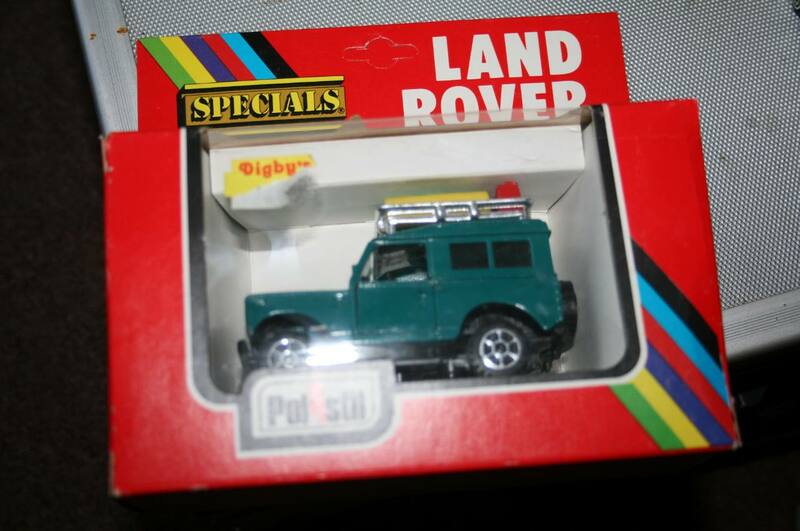 LAND
ROVER
SPECIALS
Digby's
Polistil